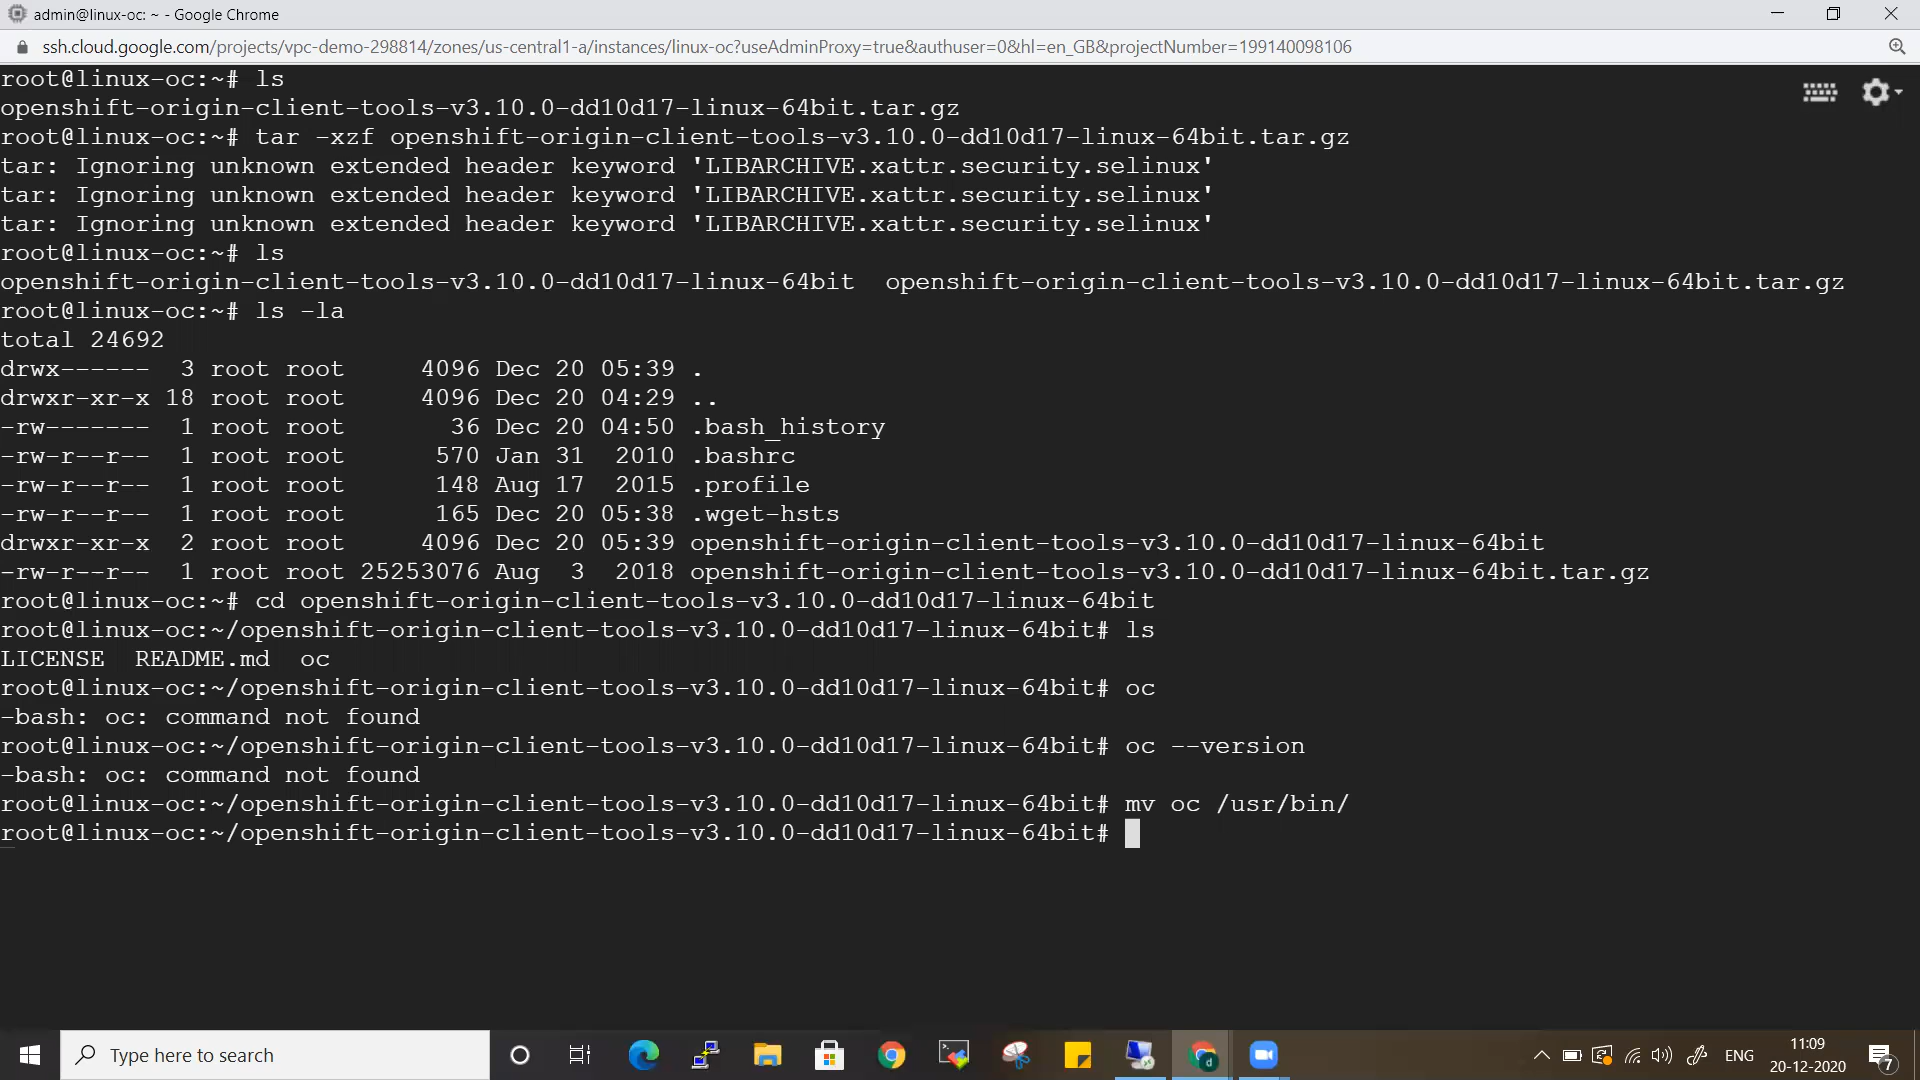 admin@linux-oc: ~ - Google Chrome
ssh.cloud.google.com/projects/vpc-demo-298814/zones/us-central1-a/instances/linux-oc?useAdminProxy=true&authuser=0&hl=en_GB&projectNumber=199140098106
root@linux-oc:~# ls
openshift-origin-client-tools-v3.10.0-dd10d17-linux-64bit.tar.gz
root@linux-oc:~# tar -xzf openshift-origin-client-tools-v3.10.0-dd10d17-linux-64bit.tar.gz
tar: Ignoring unknown extended header keyword 'LIBARCHIVE.xattr.security.selinux'
tar: Ignoring unknown extended header keyword 'LIBARCHIVE.xattr.security.selinux'
tar: Ignoring unknown extended header keyword 'LIBARCHIVE.xattr.security.selinux'
root@linux-oc:~# ls
openshift-origin-client-tools-v3.10.0-dd10d17-linux-64bit  openshift-origin-client-tools-v3.10.0-dd10d17-linux-64bit.tar.gz
root@linux-oc:~# ls -la
total 24692
drwx------  3 root root     4096 Dec 20 05:39 .
drwxr-xr-x 18 root root     4096 Dec 20 04:29 ..
-rw-------  1 root root       36 Dec 20 04:50 .bash_history
-rw-r--r--  1 root root      570 Jan 31  2010 .bashrc
-rw-r--r--  1 root root      148 Aug 17  2015 .profile
-rw-r--r--  1 root root      165 Dec 20 05:38 .wget-hsts
drwxr-xr-x  2 root root     4096 Dec 20 05:39 openshift-origin-client-tools-v3.10.0-dd10d17-linux-64bit
-rw-r--r--  1 root root 25253076 Aug  3  2018 openshift-origin-client-tools-v3.10.0-dd10d17-linux-64bit.tar.gz
root@linux-oc:~# cd openshift-origin-client-tools-v3.10.0-dd10d17-linux-64bit
root@linux-oc:~/openshift-origin-client-tools-v3.10.0-dd10d17-linux-64bit# ls
LICENSE  README.md  oc
root@linux-oc:~/openshift-origin-client-tools-v3.10.0-dd10d17-linux-64bit# oc
-bash: oc: command not found
root@linux-oc:~/openshift-origin-client-tools-v3.10.0-dd10d17-linux-64bit# oc --version
-bash: oc: command not found
root@linux-oc:~/openshift-origin-client-tools-v3.10.0-dd10d17-linux-64bit# mv oc /usr/bin/
root@linux-oc:~/openshift-origin-client-tools-v3.10.0-dd10d17-linux-64bit#
Type here to search
d
ENG
11:09
20-12-2020
7